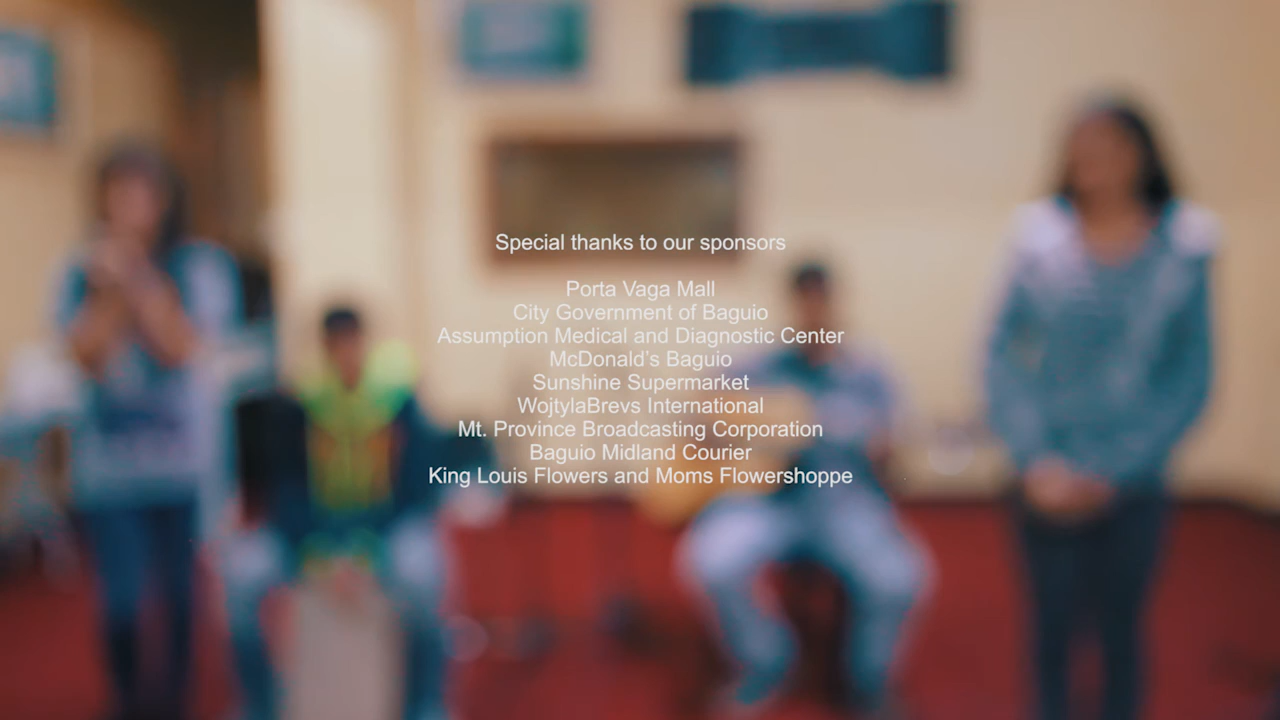 Special thanks to our sponsors
Porta Vaga Mall
City Government of Baguio
Assumption Medical and Diagnostic Center
McDonald's Baguio
Sunshine Supermarket
WojtylaBrevs International
Mt. Province Broadcasting Corporation
Baguio Midland Courier
King Louis Flowers and Moms Flowershoppe